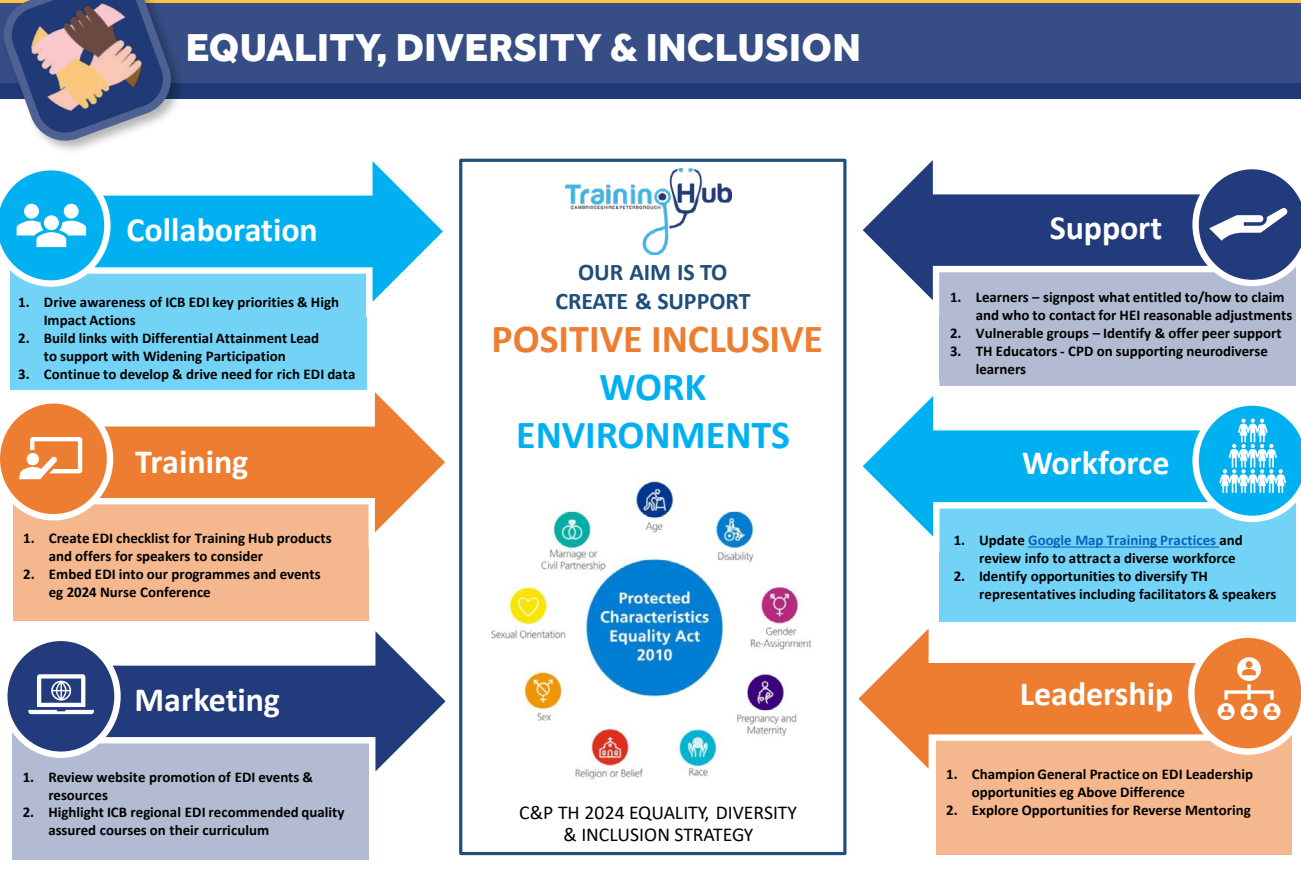 EQUALITY, DIVERSITY & INCLUSION
Collaboration
1. Drive awareness of ICB EDI key priorities & High
Impact Actions
2. Build links with Differential Attainment Lead
to support with Widening Participation
3. Continue to develop & drive need for rich EDI data
Training
1. Create EDI checklist for Training Hub products
and offers for speakers to consider
2. Embed EDI into our programmes and events
eg 2024 Nurse Conference
Marketing
1. Review website promotion of EDI events &
resources
2. Highlight ICB regional EDI recommended quality
assured courses on their curriculum
Training Hub
CAMBRIDGESHIRE & PETERBOROUGH
OUR AIM IS TO
CREATE & SUPPORT
POSITIVE INCLUSIVE
WORK
ENVIRONMENTS
Age
Marriage or
Civil Partnership
Disability
Sexual Orientation
Protected
Characteristics
Equality Act
2010
Gender
Re-Assignment
Sex
Pregnancy and
Maternity
Religion or Belief
Race
C&P TH 2024 EQUALITY, DIVERSITY
& INCLUSION STRATEGY
Support
1. Learners – signpost what entitled to/how to claim
and who to contact for HEI reasonable adjustments
2. Vulnerable groups – Identify & offer peer support
3. TH Educators - CPD on supporting neurodiverse
learners
Workforce
1. Update Google Map Training Practices and
review info to attract a diverse workforce
2. Identify opportunities to diversify TH
representatives including facilitators & speakers
Leadership
1. Champion General Practice on EDI Leadership
opportunities eg Above Difference
2. Explore Opportunities for Reverse Mentoring